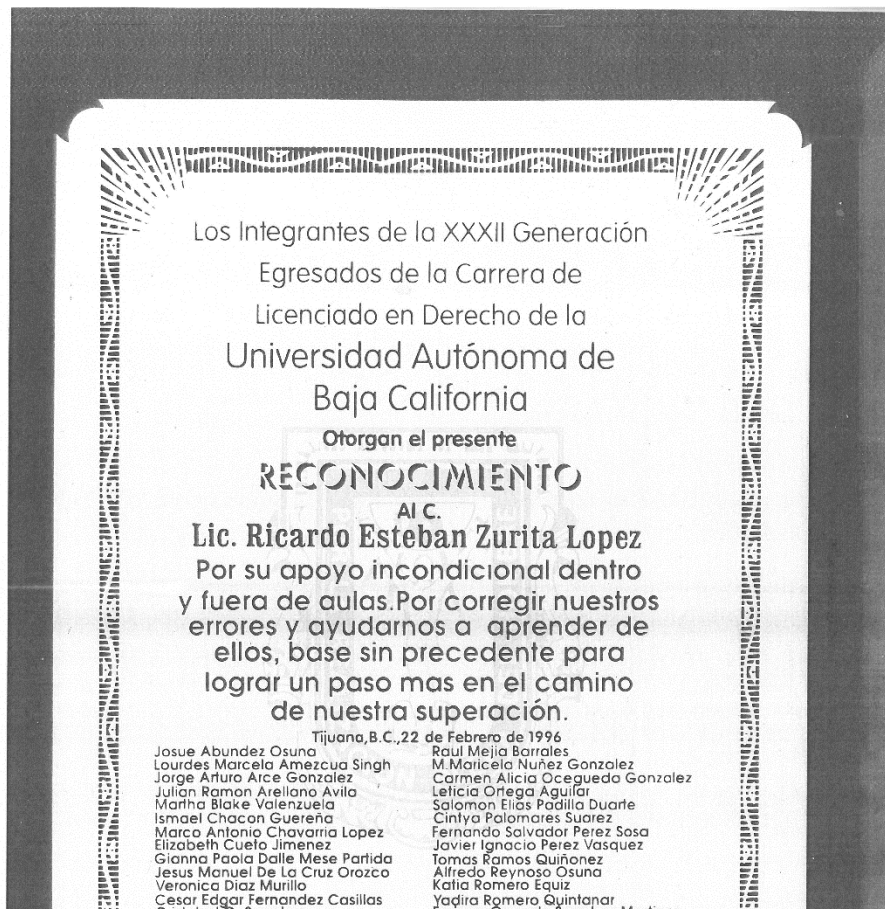 Los Integrantes de la XXXII Generación
Egresados de la Carrera de
Licenciado en Derecho de la
Universidad Autónoma de
Baja California
Otorgan el presente
RECONOCIMIENTO
Al C.
Lic. Ricardo Esteban Zurita Lopez
Por su apoyo incondicional dentro
y fuera de aulas.Por corregir nuestros
errores y ayudarnos a aprender de
ellos, base sin precedente para
lograr un paso mas en el camino
de nuestra superación.
Tijuana,B.C.,22 de Febrero de 1996
Josue Abundez Osuna
Lourdes Marcela Amezcua Singh
Jorge Arturo Arce Gonzalez
Julian Ramon Arellano Avila
Martha Blake Valenzuela
Ismael Chacon Guereña
Marco Antonio Chavarria Lopez
Elizabeth Cueto Jimenez
Gianna Paola Dalle Mese Partida
Jesus Manuel De La Cruz Orozco
Veronica Diaz Murillo
Cesar Edgar Fernandez Casillas
Raul Mejia Barrales
M.Maricela Nuñez Gonzalez
Carmen Alicia Ocegueda Gonzalez
Leticia Ortega Aguilar
Salomon Elias Padilla Duarte
Cintya Palomares Suarez
Fernando Salvador Perez Sosa
Javier Ignacio Perez Vasquez
Tomas Ramos Quiñonez
Alfredo Reynoso Osuna
Katia Romero Equiz
Yadira Romero Quintanar